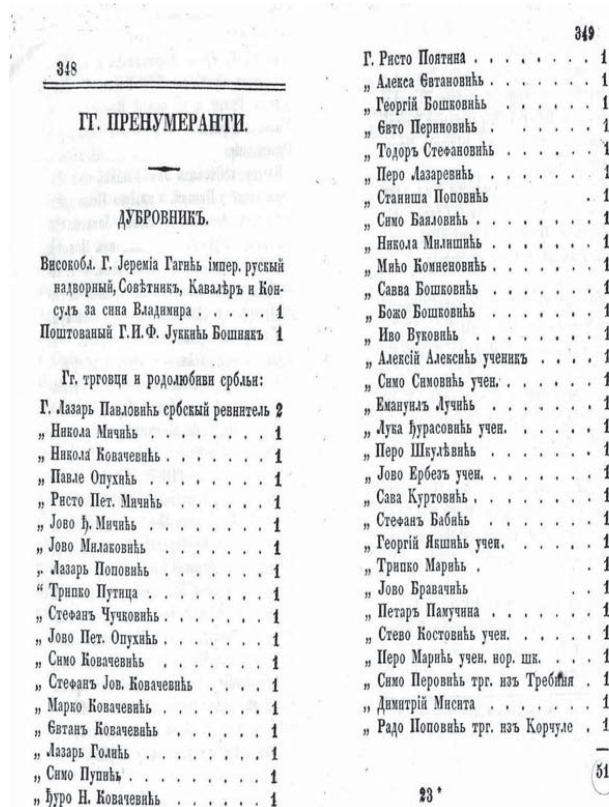 348
ГГ. ПРЕНУМЕРАНТИ.
ДУБРОВНИКЪ.
Високобл. Г. Јереміа Гагићь імпер. рускый
надворный, Совѣтник, Кавалѣръ и Кон-
сулъ за сина Владимира . . . . . . . 1
Поштованый Г. И. Ф. Јукићь Бошнякъ 1
Гг. трговци и родолюбиви србльи:
Г. Лазарь Павловићь србскый ревнитель 2
„ Никола Мичићь . . . . . . . . 1
„ Никола Ковачевићь . . . . . . . 1
„ Павле Опухићь . . . . . . . . 1
„ Ристо Пет. Мичићь . . . . . . . 1
„ Јово Ђ. Мичићь . . . . . . . . 1
„ Јово Милаковићь . . . . . . . 1
„ Лазарь Поповићь . . . . . . . 1
“ Трипко Путица . . . . . . . . 1
„ Стефанъ Чучковићь . . . . . . . 1
„ Јово Пет. Опухићь . . . . . . . 1
„ Симо Ковачевићь . . . . . . . 1
„ Стефанъ Јов. Ковачевићь . . . . . 1
„ Марко Ковачевићь . . . . . . . 1
„ Євтанъ Ковачевићь . . . . . . . 1
„ Лазарь Голићь . . . . . . . . 1
„ Симо Пупићь . . . . . . . . . 1
„ Ђуро Н. Ковачевићь . . . . . . 1
349
Г. Ристо Поятина . . . . . . . . 1
„ Алекса Євтановићь . . . . . . . 1
„ Георгій Бошковићь . . . . . . . 1
„ Євто Периновићь . . . . . . . 1
„ Тодоръ Стефановићь . . . . . . 1
„ Перо Лазаревићь . . . . . . . 1
„ Станиша Поповићь . . . . . . . 1
„ Симо Баяловићь . . . . . . . . 1
„ Никола Милишићь . . . . . . . 1
„ Мићо Комненовићь . . . . . . . 1
„ Савва Бошковићь . . . . . . . 1
„ Божо Бошковићь . . . . . . . 1
„ Иво Вуковићь . . . . . . . . 1
„ Алексій Алексићь ученикъ . . . . 1
„ Симо Симовићь учен. . . . . . . 1
„ Емануилъ Лучићь . . . . . . . 1
„ Лука Ђурасовићь учен. . . . . . 1
„ Перо Шкулѣвићь . . . . . . . 1
„ Јово Ербезъ учен. . . . . . . . 1
„ Сава Куртовићь . . . . . . . . 1
„ Стефан Бабићь . . . . . . . . 1
„ Георгій Якшићь учен. . . . . . . 1
„ Трипко Марићь . . . . . . . 1
„ Јово Бравачићь . . 1
„ Петаръ Памучина . . . . . . . 1
„ Стево Костовићь учен. . . . . . 1
„ Перо Марићь учен. нор. шк. . . . 1
„ Симо Перовићь трг. изъ Требиня . 1
„ Димитрій Мисита . . . . . . . 1
„ Радо Поповићь трг. изъ Корчуле . 1
51
23 *